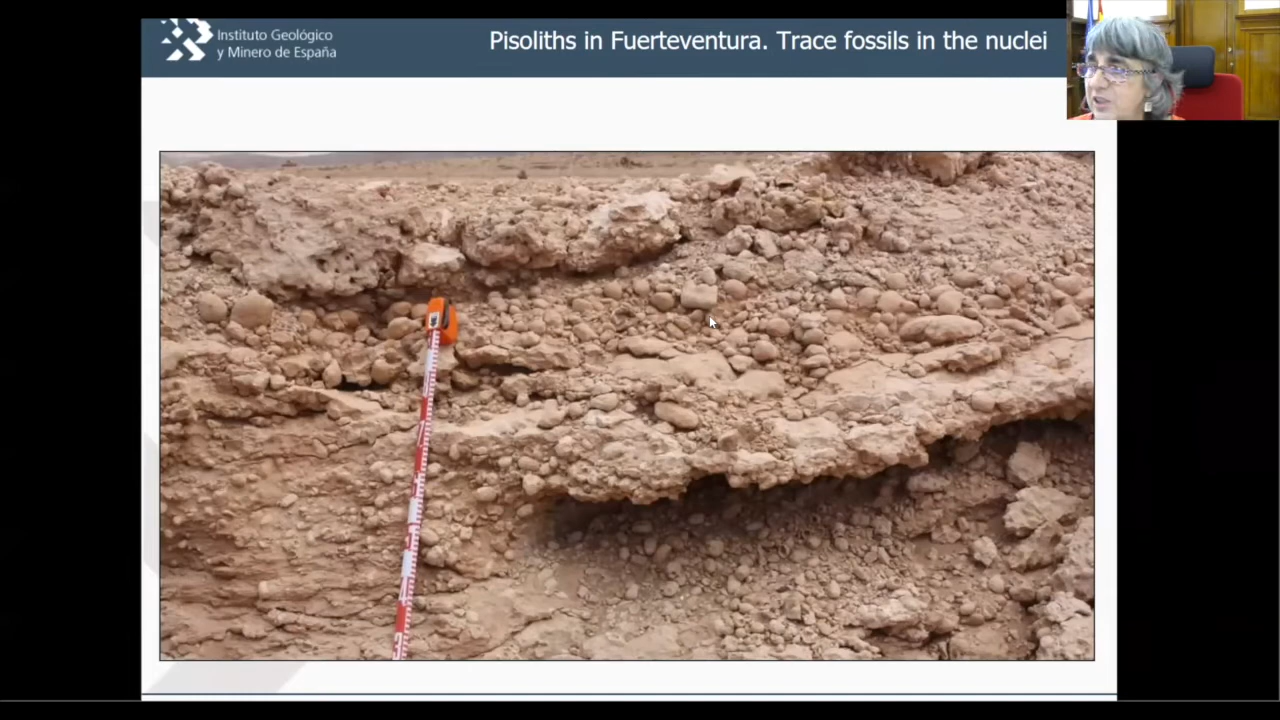 Instituto Geológico
y Minero de España
Pisoliths in Fuerteventura. Trace fossils in the nuclei